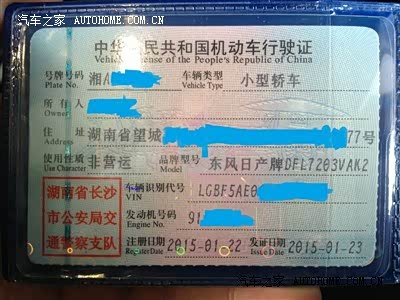 汽车之家 AUTOHOME.COM.CN
中华人民共和国机动车行驶证
Vehicle License of the People's Republic of China
号牌号码 湘A 车辆类型 小型轿车
Plate No. Vehicle Type
所有人
Owner
住址 湖南省望城 77号
Address
使用性质 非营运 品牌型号 东风日产牌DFL7203VAK2
Use Character Model
湖南省长沙
市公安局交
通警察支队
车辆识别代号 LGBF5AE0
VIN
发动机号码 91
Engine No.
注册日期 2015-01-22 发证日期 2015-01-23
Register Date Issue Date
汽车之家 AUTOHOME.COM.CN